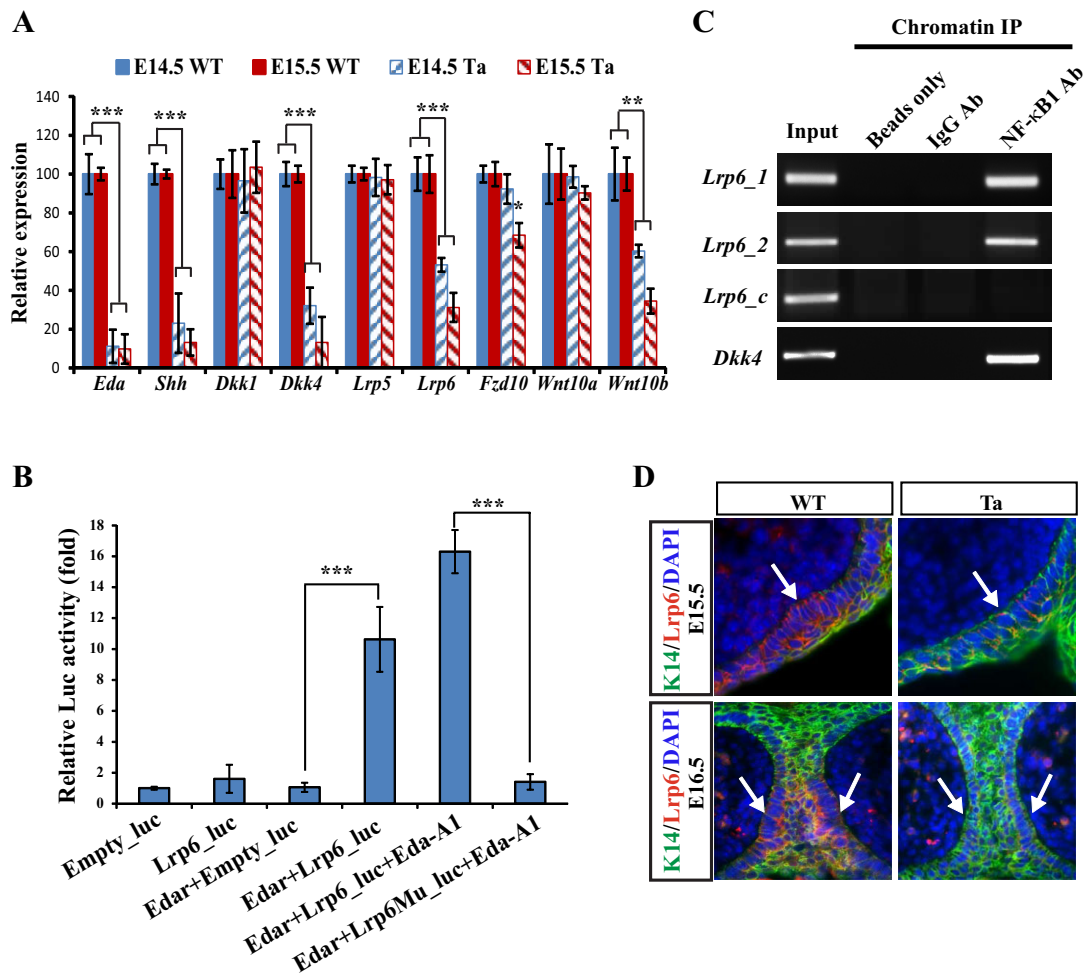 A
E14.5 WT E15.5 WT E14.5 Ta E15.5 Ta
Relative expression
140
120
100
80
60
40
20
0
*** *** *** *** * **
Eda Shh Dkk1 Dkk4 Lrp5 Lrp6 Fzd10 Wnt10a Wnt10b
C
Chromatin IP
Input Beads only IgG Ab NF-κB1 Ab
Lrp6_1
Lrp6_2
Lrp6_c
Dkk4
B
Relative Luc activity (fold)
18
16
14
12
10
8
6
4
2
0
*** ***
Empty_luc
Lrp6_luc
Edar+Empty_luc
Edar+Lrp6_luc
Edar+Lrp6_luc+Eda-A1
Edar+Lrp6Mu_luc+Eda-A1
D
WT Ta
K14/Lrp6/DAPI
E15.5
K14/Lrp6/DAPI
E16.5